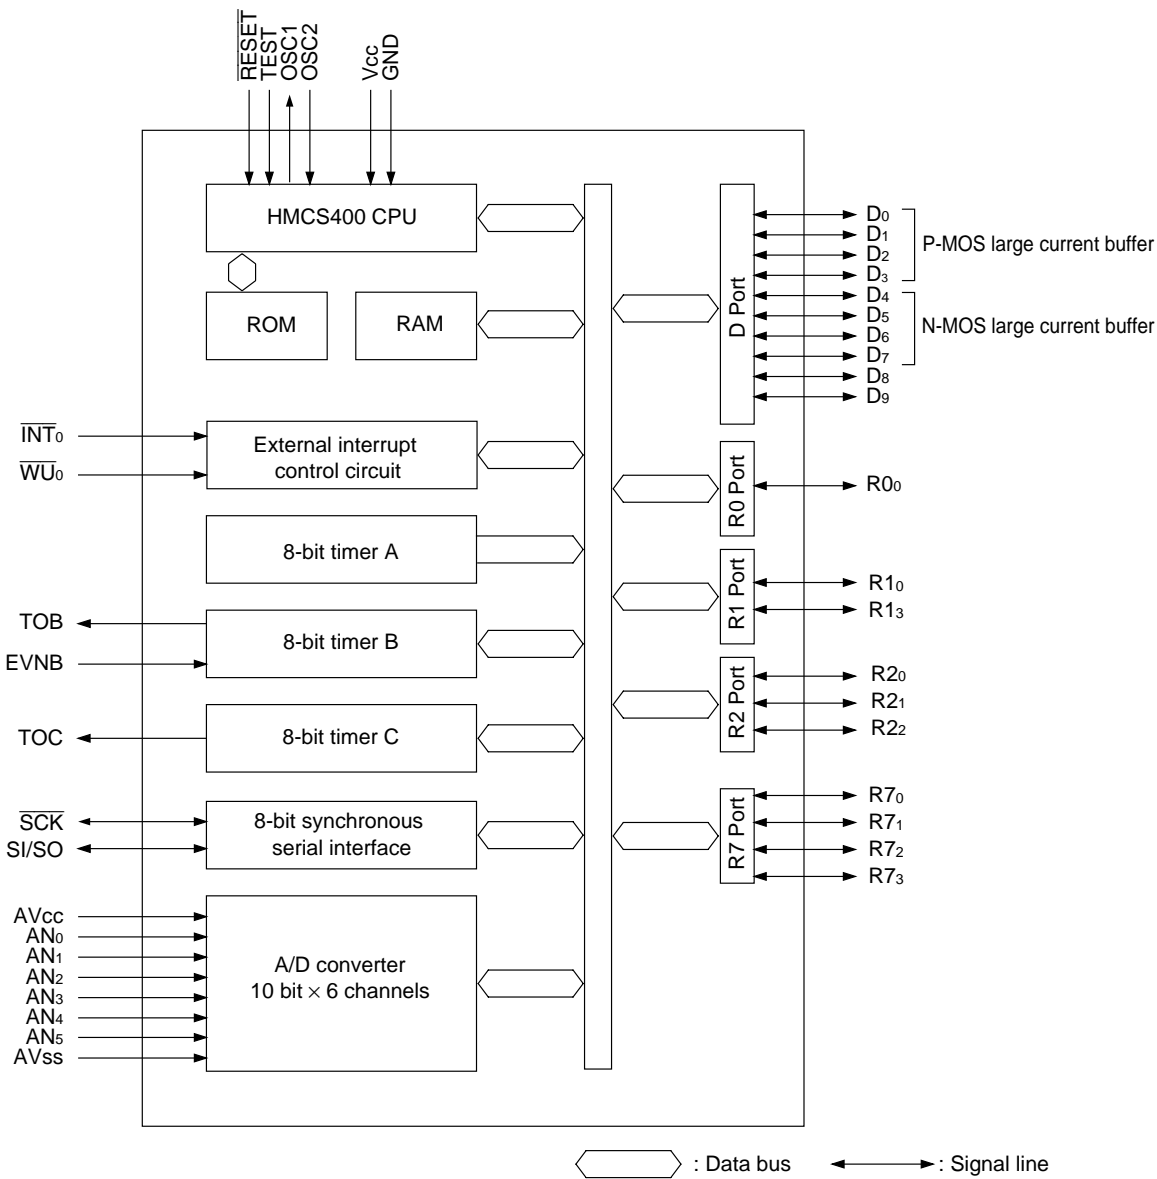 RESET
TEST
OSC1
OSC2
Vcc
GND
HMCS400 CPU
ROM
RAM
External interrupt
control circuit
8-bit timer A
8-bit timer B
8-bit timer C
8-bit synchronous
serial interface
A/D converter
10 bit × 6 channels
INT0
WU0
TOB
EVNB
TOC
SCK
SI/SO
AVcc
AN0
AN1
AN2
AN3
AN4
AN5
AVss
D Port
R0 Port
R1 Port
R2 Port
R7 Port
D0
D1
D2
D3
D4
D5
D6
D7
D8
D9
P-MOS large current buffer
N-MOS large current buffer
R00
R10
R13
R20
R21
R22
R70
R71
R72
R73
: Data bus
: Signal line